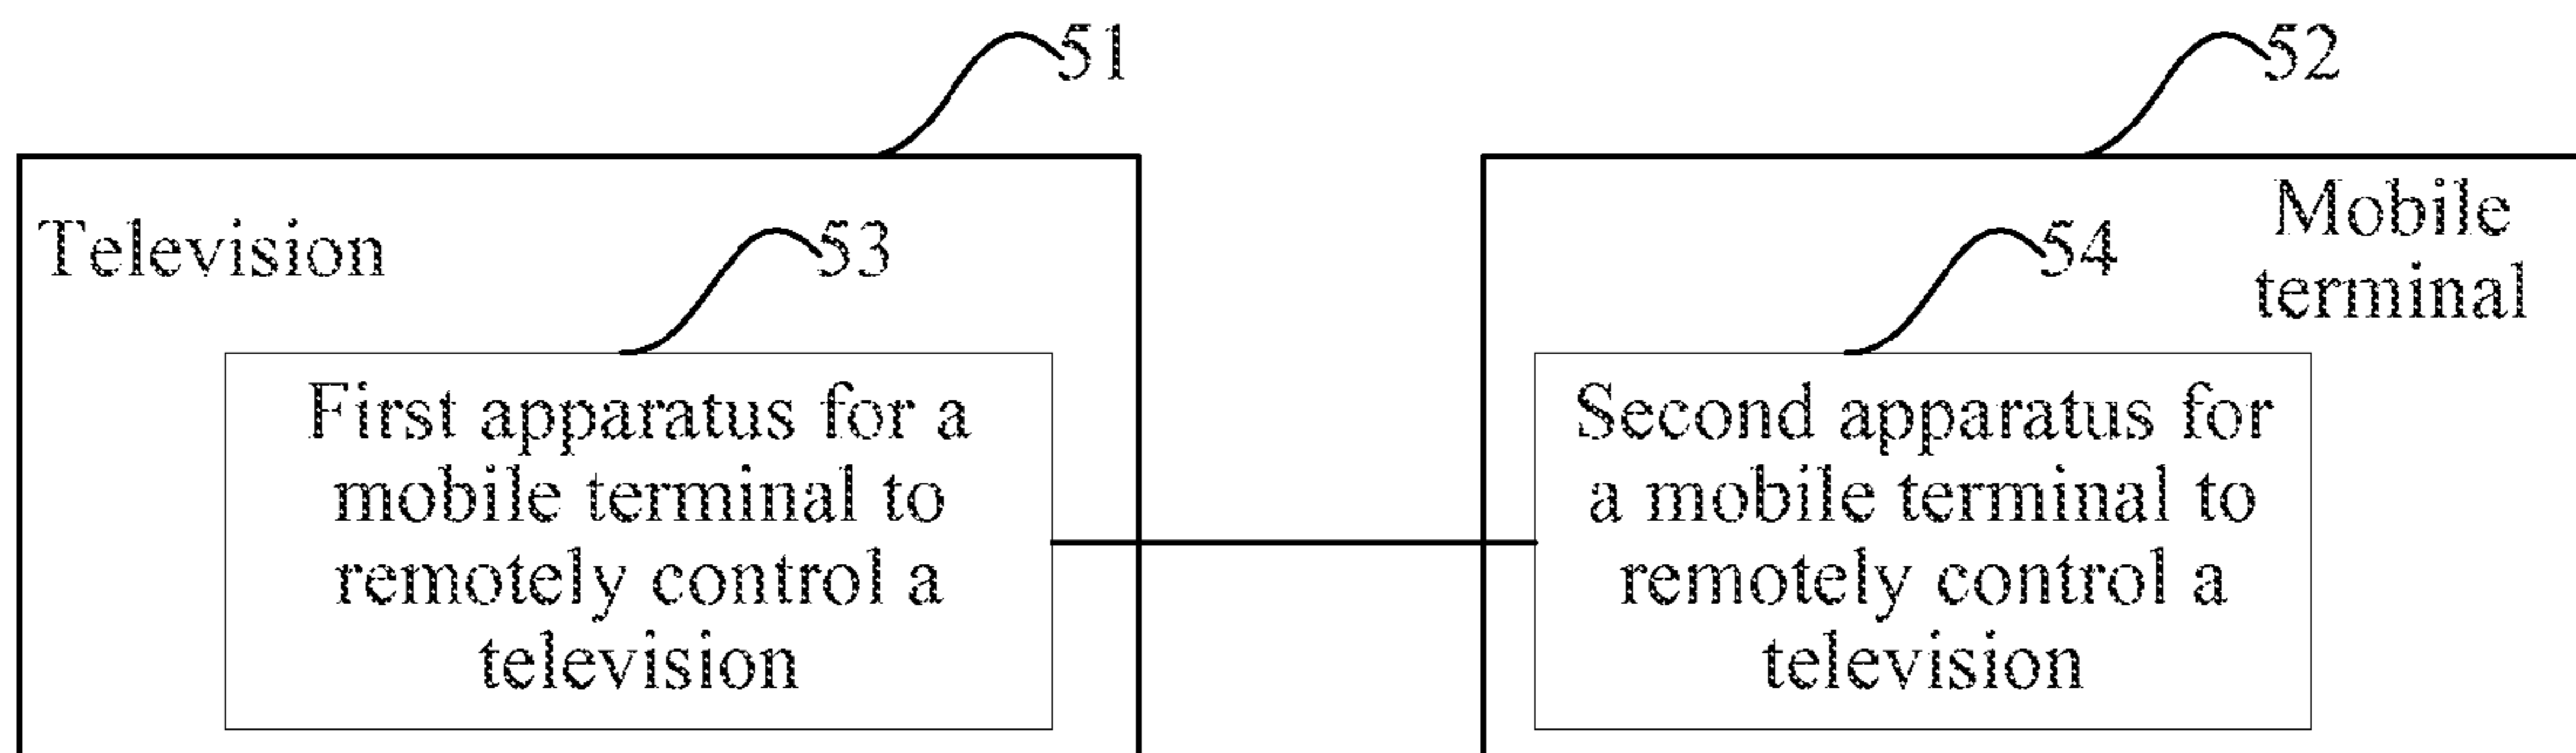 51
52
Television
53
54
Mobile
terminal
First apparatus for a
mobile terminal to
remotely control a
television
Second apparatus for
a mobile terminal to
remotely control a
television